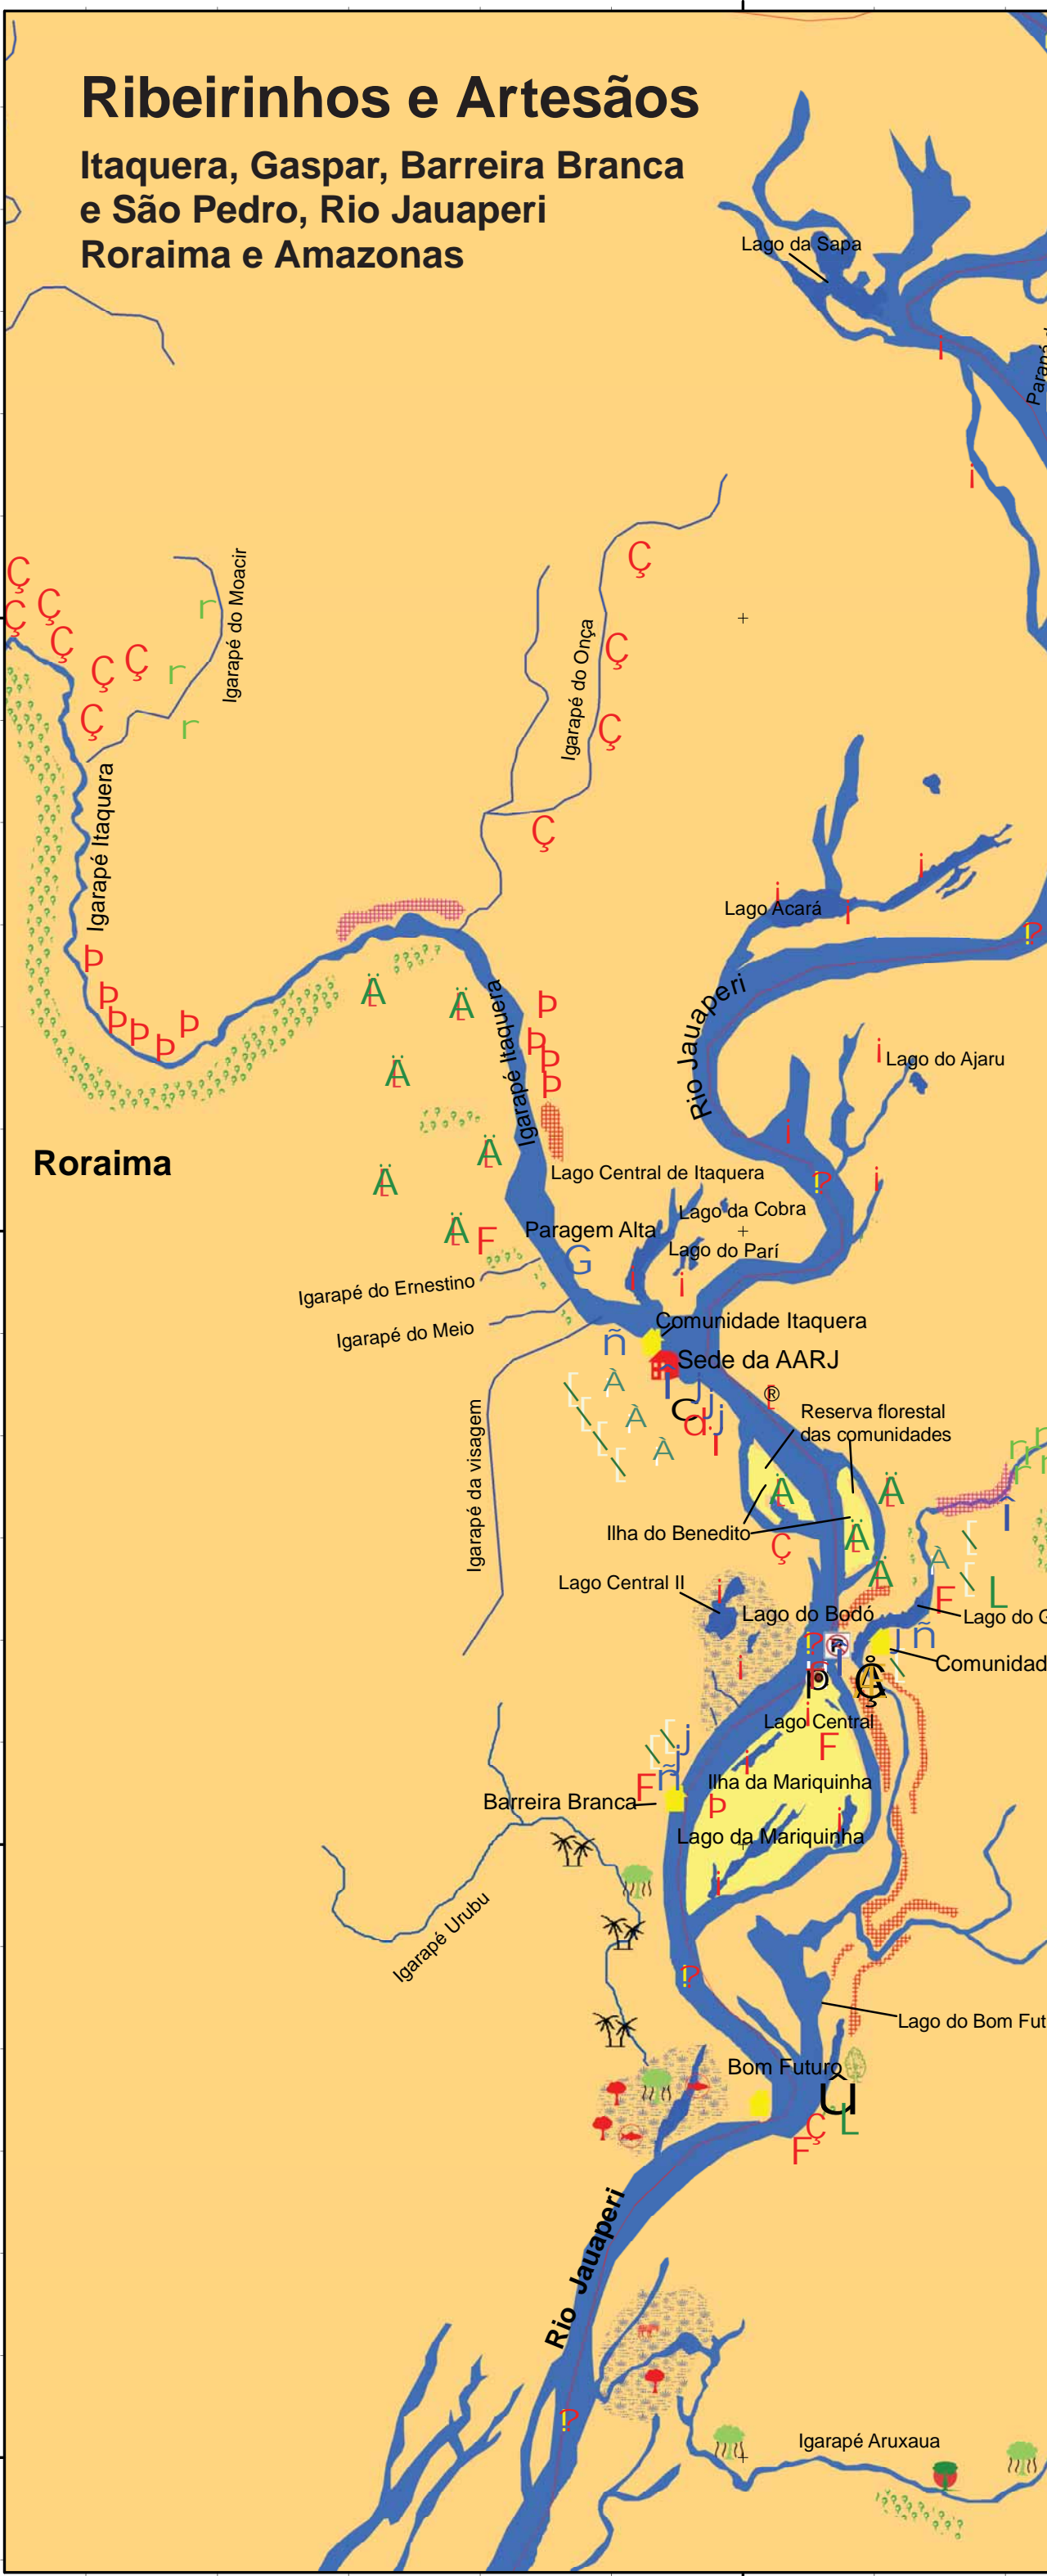 Ribeirinhos e Artesãos
Itaquera, Gaspar, Barreira Branca
e São Pedro, Rio Jauaperi
Roraima e Amazonas
Lago da Sapa
Igarapé do Moacir
Igarapé do Onça
Igarapé Itaquera
Lago Acará
Rio Jauaperi
Igarapé Itaquera
Lago do Ajaru
Roraima
Lago Central de Itaquera
Lago da Cobra
Paragem Alta
Lago do Parí
Igarapé do Ernestino
Igarapé do Meio
Comunidade Itaquera
Sede da AARJ
Reserva florestal
das comunidades
Igarapé da visagem
Ilha do Benedito
Lago Central II
Lago do Bodó
Lago do G
Comunidad
Lago Central
Ilha da Mariquinha
Barreira Branca
Lago da Mariquinha
Igarapé Urubu
Lago do Bom Fut
Bom Futuro
Rio Jauaperi
Igarapé Aruxaua